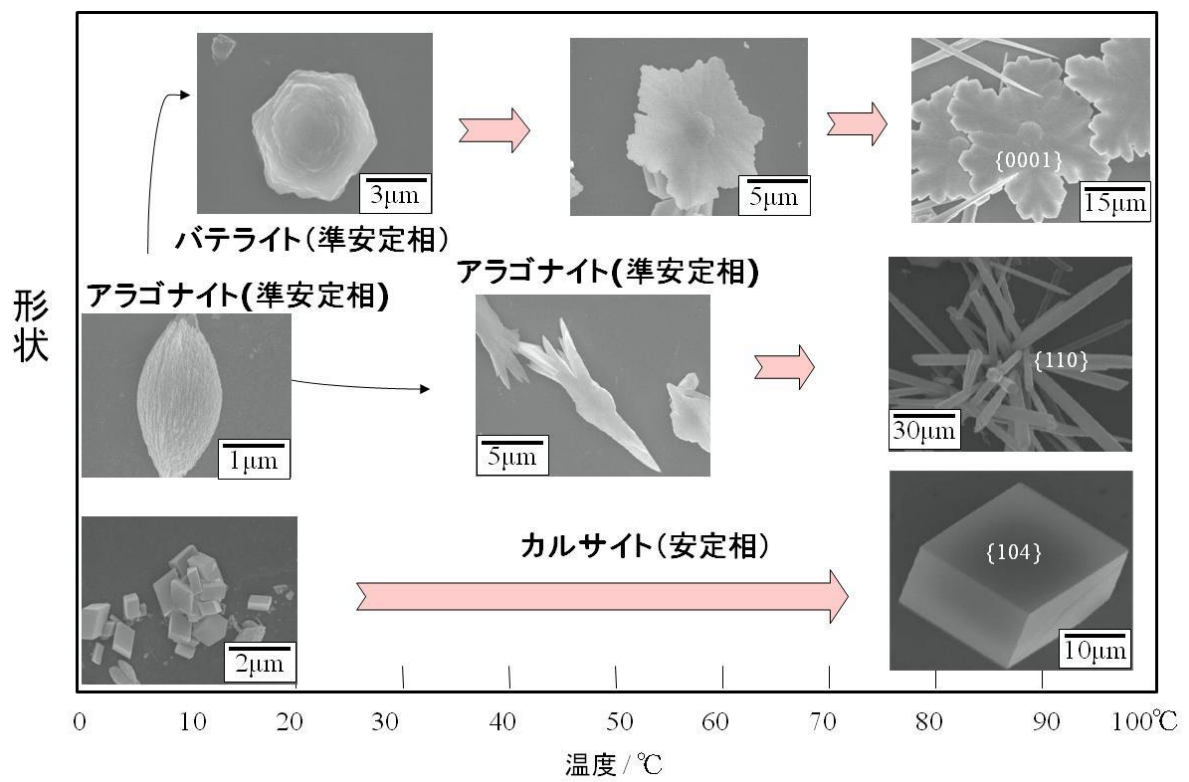 3μm
5μm
{0001}
15μm
バテライト(準安定相)
アラゴナイト(準安定相)
アラゴナイト(準安定相)
形状
1μm
5μm
{110}
30μm
カルサイト(安定相)
{104}
2μm
10μm
0 10 20 30 40 50 60 70 80 90 100℃
温度 / ℃